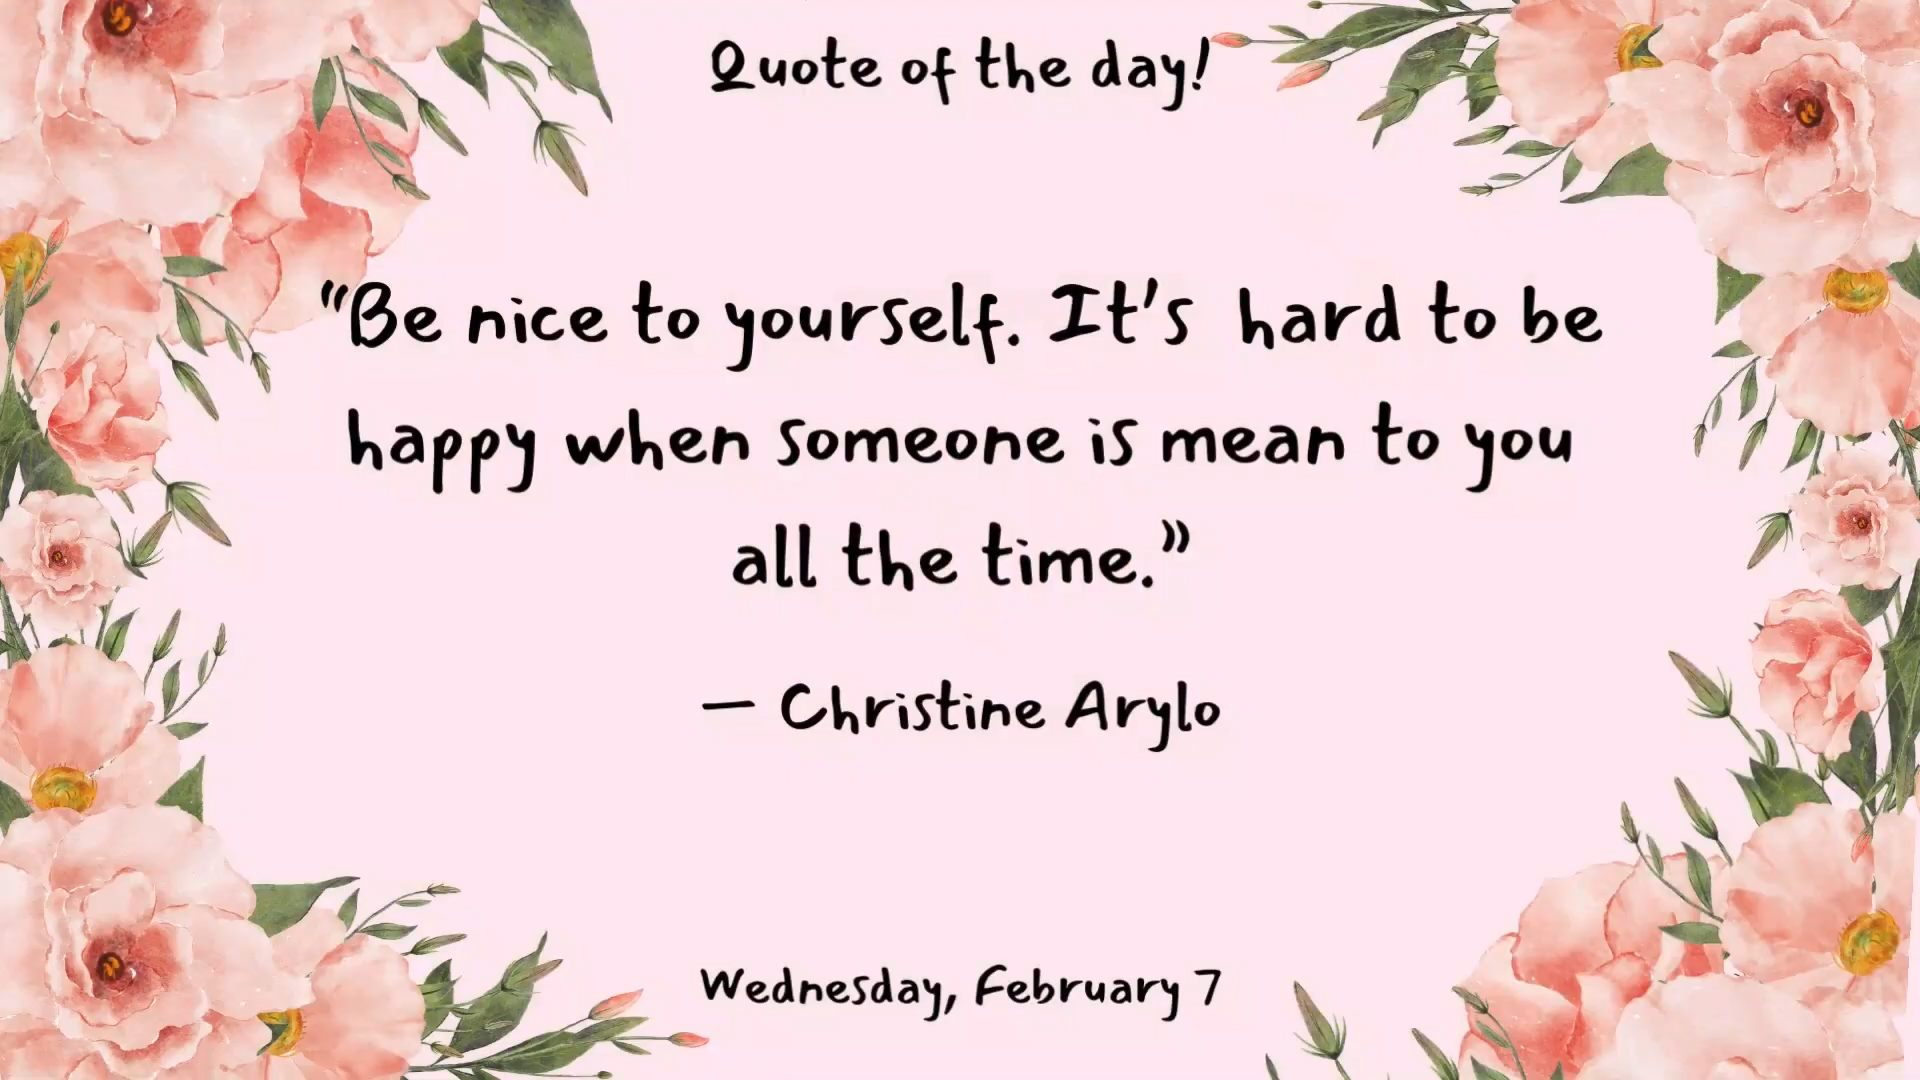 Quote of the day!
"Be nice to yourself. It's hard to be
happy when someone is mean to you
all the time."
— Christine Arylo
Wednesday, February 7